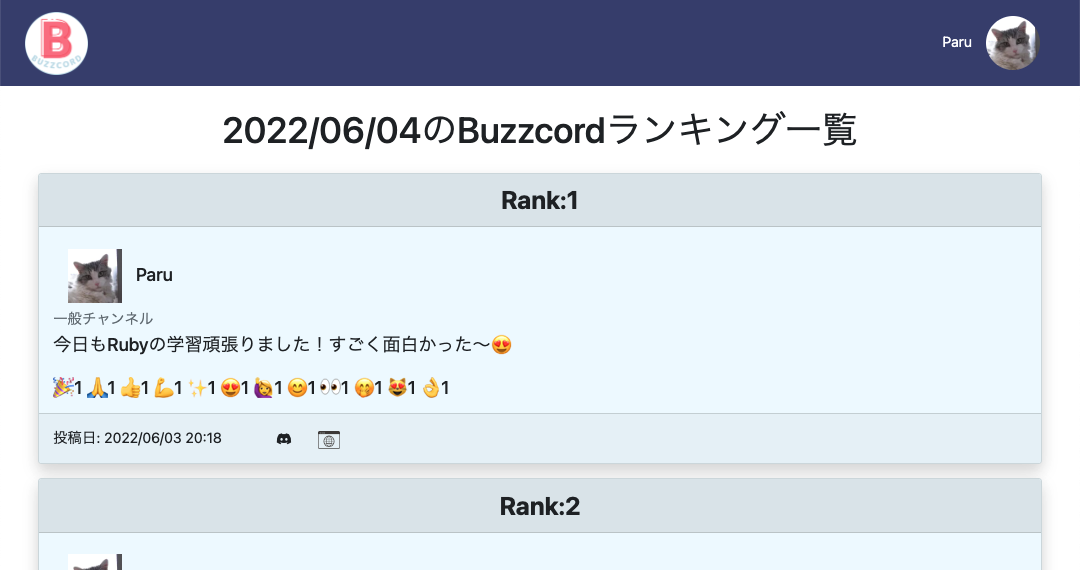 B
BUZZCORD
Paru
2022/06/04のBuzzcordランキング一覧
Rank:1
Paru
一般チャンネル
今日もRubyの学習頑張りました！すごく面白かった〜😍
🎉1 🙏1 👍1 💪1 ✨1 😍1 🙋1 😊1 👀1 🤭1 😻1 👌1
投稿日: 2022/06/03 20:18
Rank:2